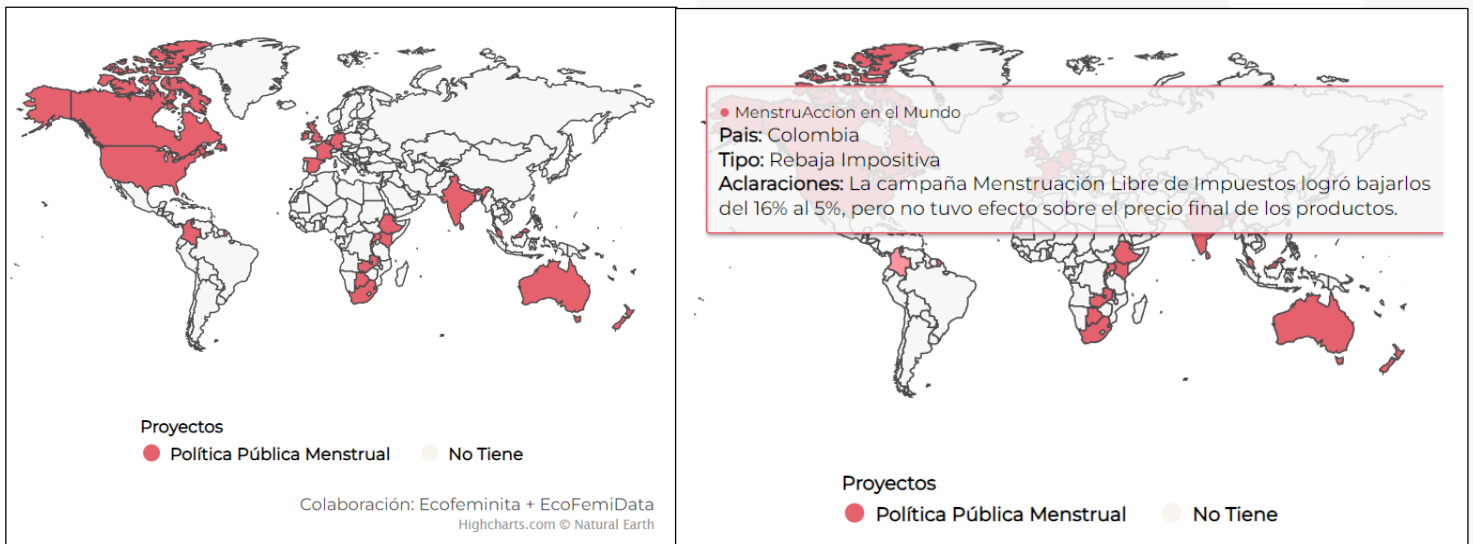 Proyectos
Política Pública Menstrual
No Tiene
Colaboración: Ecofeminita + EcoFemiData
Highcharts.com © Natural Earth
MenstruAccion en el Mundo
Pais: Colombia
Tipo: Rebaja Impositiva
Aclaraciones: La campaña Menstruación Libre de Impuestos logró bajarlos
del 16% al 5%, pero no tuvo efecto sobre el precio final de los productos.
Proyectos
Política Pública Menstrual
No Tiene